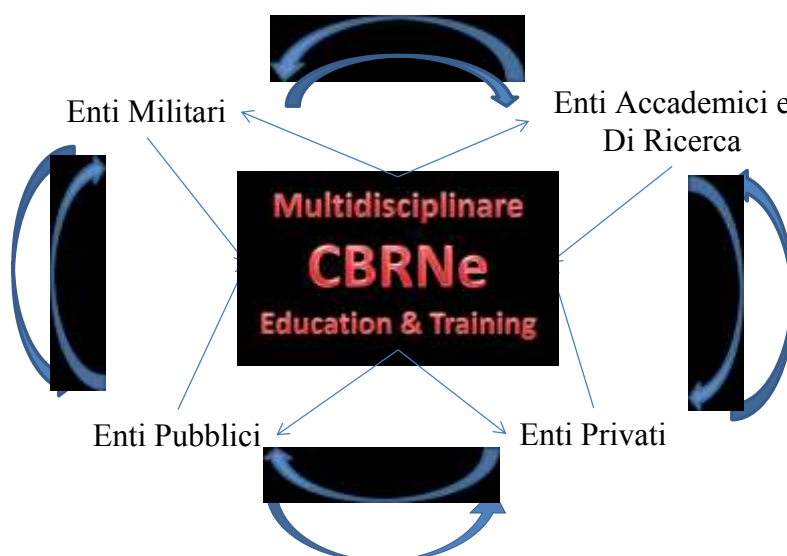 Enti Militari
Enti Accademici e
Di Ricerca
Multidisciplinare
CBRNe
Education & Training
Enti Pubblici
Enti Privati